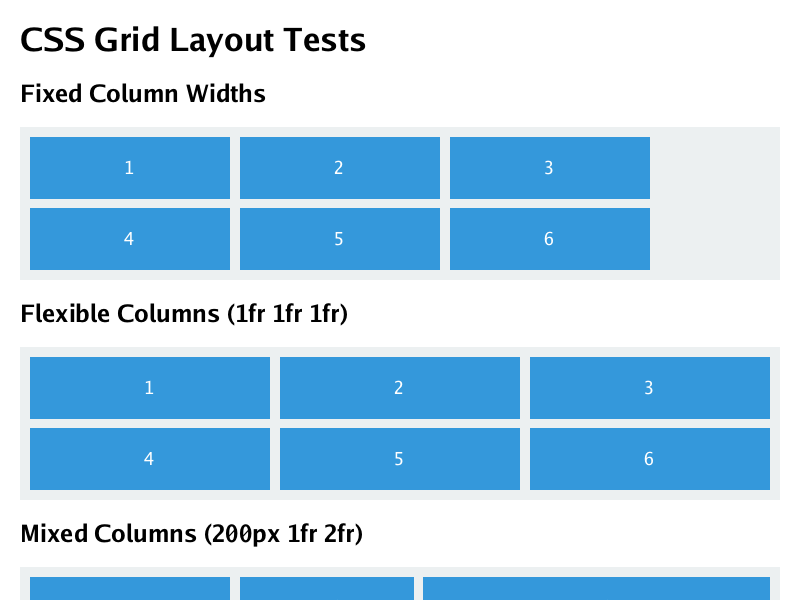 CSS Grid Layout Tests
Fixed Column Widths
1 2 3
4 5 6
Flexible Columns (1fr 1fr 1fr)
1 2 3
4 5 6
Mixed Columns (200px 1fr 2fr)